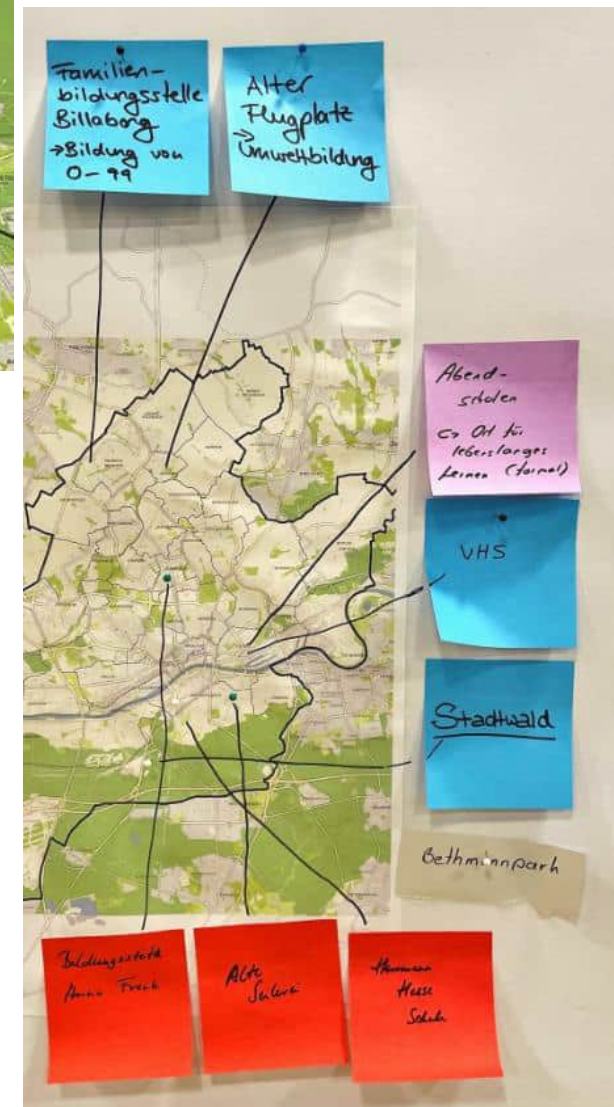 Familien-
bildungsstelle
Billabong
→Bildung von
0-99
Alter
Flugplatz
→
Umweltbildung
Abend-
schulen
↪ Ort für
lebenslanges
Lernen (formal)
VHS
Stadtwald
Bethmannpark
Bildungsstätte
Anne Frank
Alte
Seilerei
Hermann
Hesse
Schule